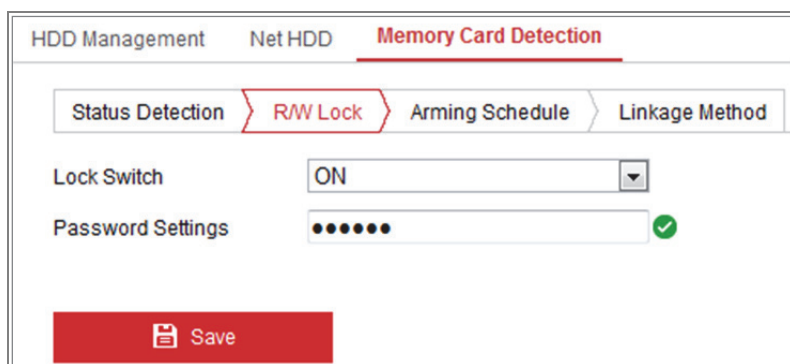 HDD Management Net HDD Memory Card Detection
Status Detection R/W Lock Arming Schedule Linkage Method
Lock Switch ON
Password Settings ●●●●●●
Save